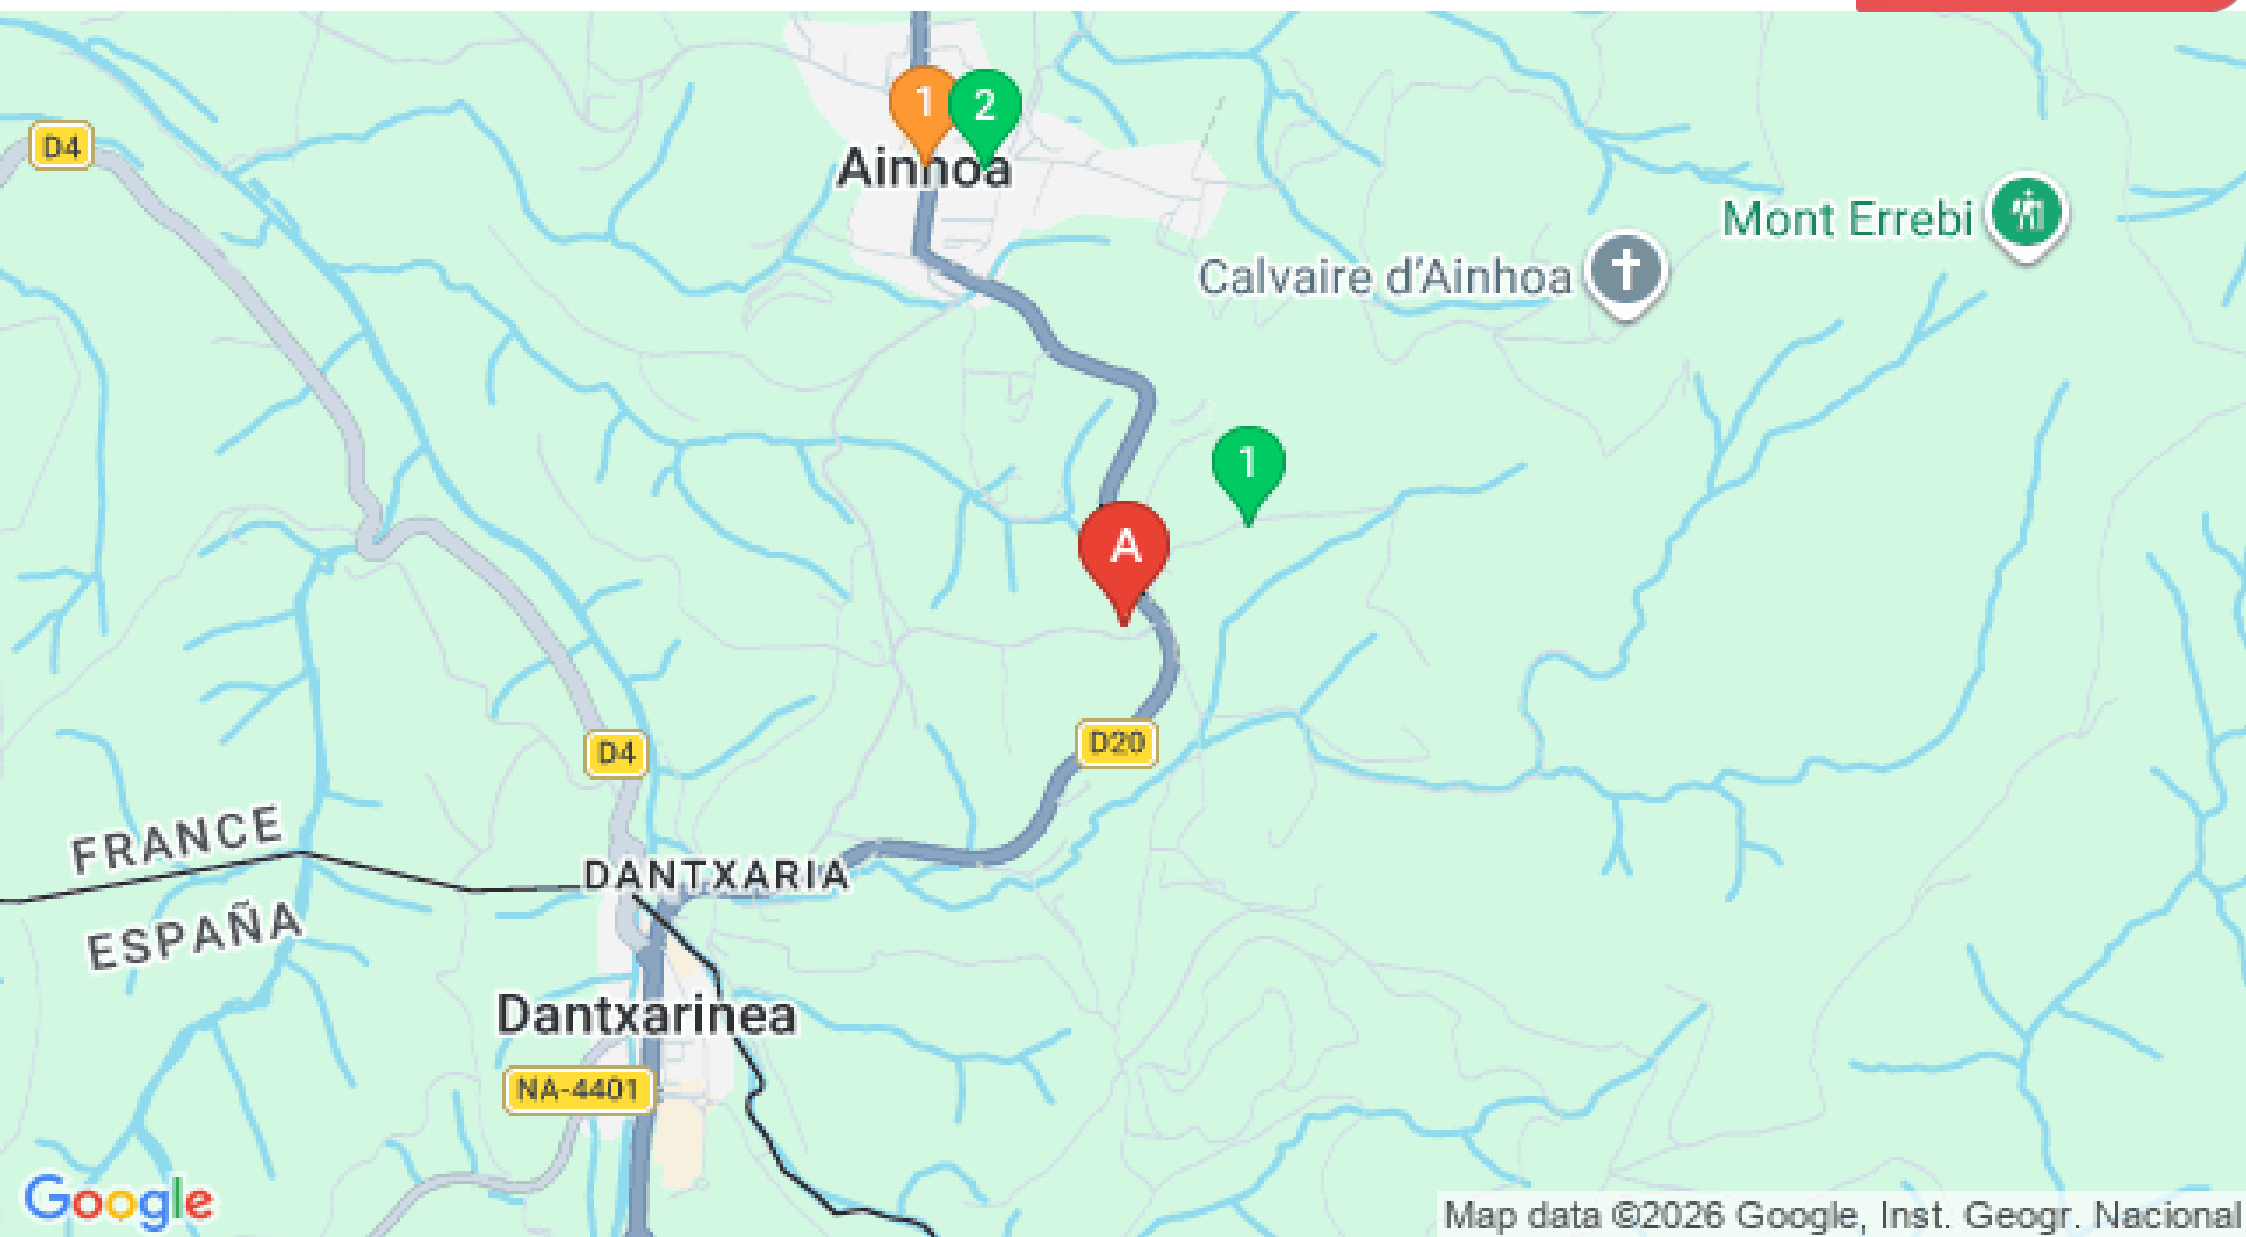 1
2
Ainhoa
D4
Mont Errebi
Calvaire d'Ainhoa
1
A
D20
D4
FRANCE
DANTXARIA
ESPAÑA
Dantxarinea
NA-4401
Google
Map data ©2026 Google, Inst. Geogr. Nacional